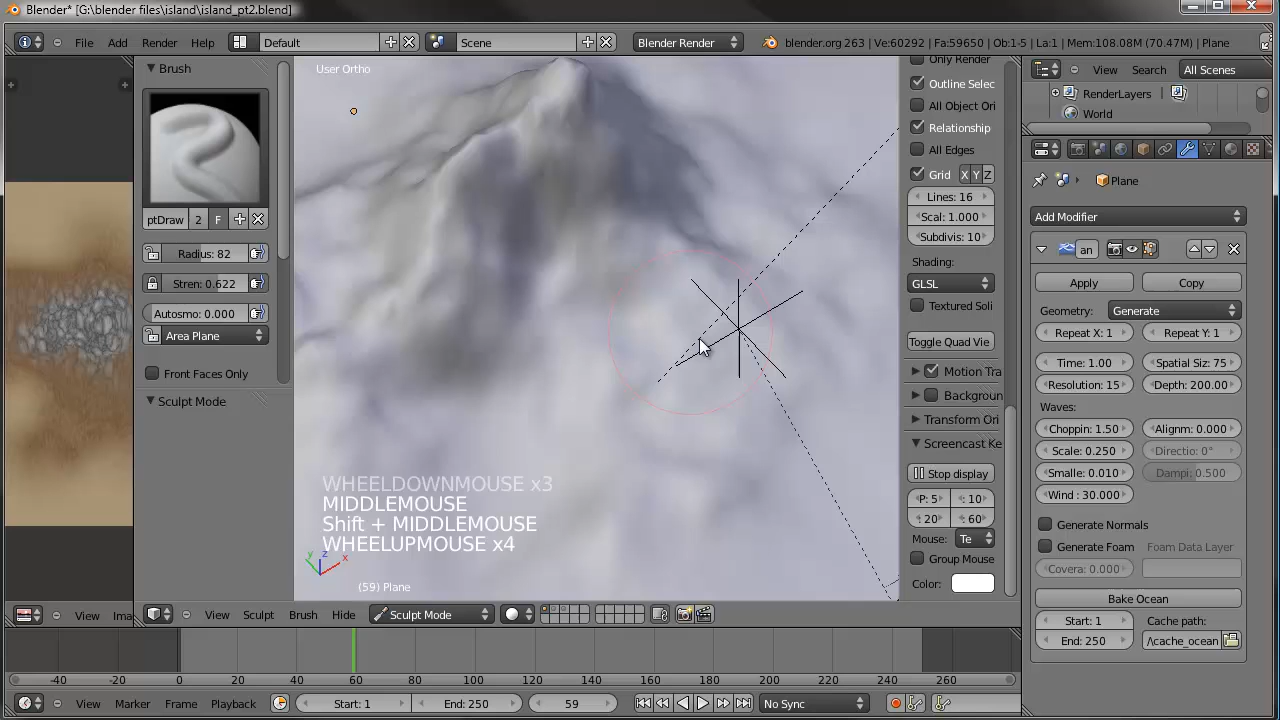 Blender* [G:\blender files\island\island_pt2.blend]
File Add Render Help Default Scene Blender Render blender.org 263 | Ve:60292 | Fa:59650 | Ob:1-5 | La:1 | Mem:108.08M (70.47M) | Plane
Brush
ptDraw 2 F
Radius: 82
Stren: 0.622
Autosmo: 0.000
Area Plane
Front Faces Only
Sculpt Mode
User Ortho
WHEELDOWNMOUSE x3
MIDDLEMOUSE
Shift + MIDDLEMOUSE
WHEELUPMOUSE x4
y z x
(59) Plane
Only Render
Outline Selec
All Object Ori
Relationship
All Edges
Grid X Y Z
Lines: 16
Scal: 1.000
Subdivis: 10
Shading:
GLSL
Textured Soli
Toggle Quad Vie
Motion Tra
Backgroun
Transform Ori
Screencast Ke
Stop display
P: 5 : 10
: 20 : 60
Mouse: Te
Group Mouse
Color:
View Search All Scenes
RenderLayers |
World
Plane
Add Modifier
an
Apply Copy
Geometry: Generate
Repeat X: 1 Repeat Y: 1
Time: 1.00 Spatial Siz: 75
Resolution: 15 Depth: 200.00
Waves:
Choppin: 1.50 Alignm: 0.000
Scale: 0.250 Directio: 0°
Smalle: 0.010 Dampi: 0.500
Wind : 30.000
Generate Normals
Generate Foam Foam Data Layer
Covera: 0.000
Bake Ocean
Start: 1 Cache path:
End: 250 /\cache_ocean
View Ima View Sculpt Brush Hide Sculpt Mode
-40 -20 0 20 40 60 80 100 120 140 160 180 200 220 240 260
View Marker Frame Playback Start: 1 End: 250 59 No Sync